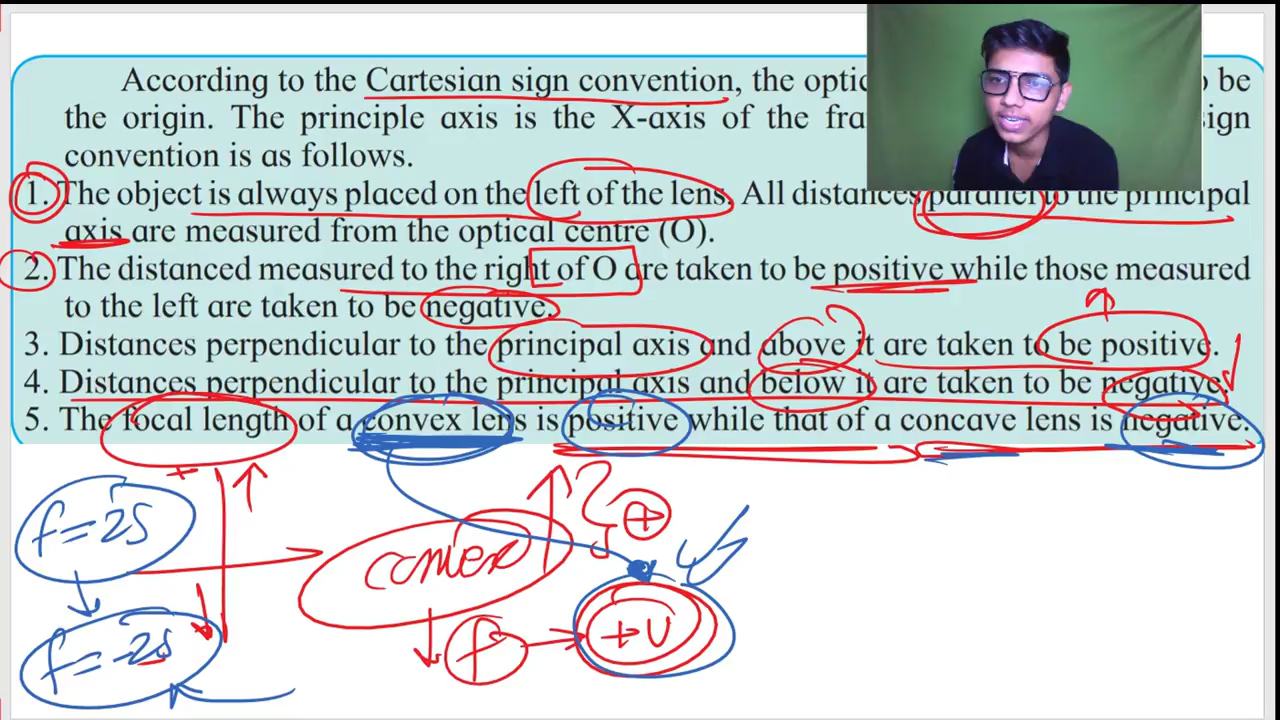 According to the Cartesian sign convention, the optic be
the origin. The principle axis is the X-axis of the fra sign
convention is as follows.
1. The object is always placed on the left of the lens. All distances parallel to the principal
axis are measured from the optical centre (O).
2. The distanced measured to the right of O are taken to be positive while those measured
to the left are taken to be negative.
3. Distances perpendicular to the principal axis and above it are taken to be positive.
4. Distances perpendicular to the principal axis and below it are taken to be negative.
5. The focal length of a convex lens is positive while that of a concave lens is negative.
+
f=25
convex
+
f=-25
f
+U